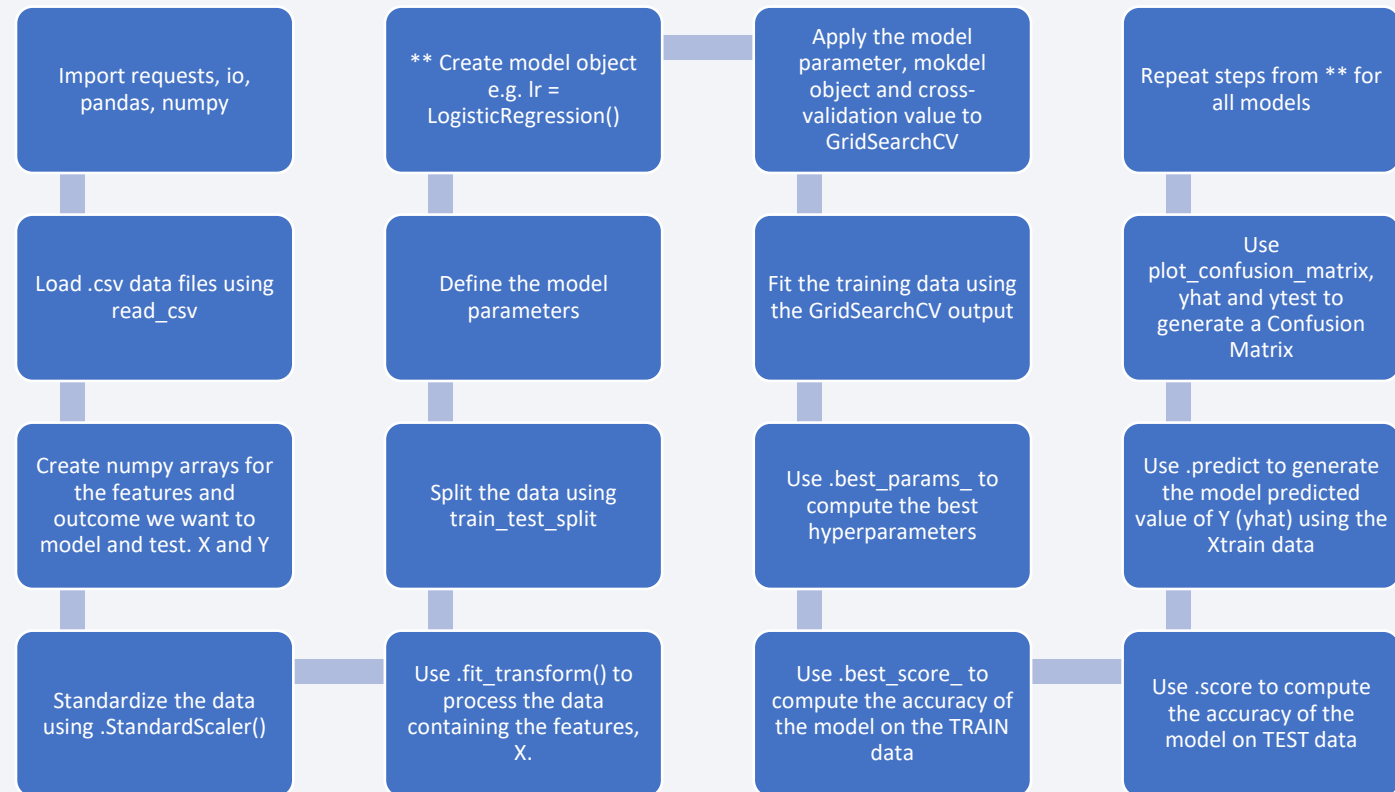 Import requests, io,
pandas, numpy
Load .csv data files using
read_csv
Create numpy arrays for
the features and
outcome we want to
model and test. X and Y
Standardize the data
using .StandardScaler()
Use .fit_transform() to
process the data
containing the features,
X.
Split the data using
train_test_split
Define the model
parameters
** Create model object
e.g. lr =
LogisticRegression()
Apply the model
parameter, mokdel
object and cross-
validation value to
GridSearchCV
Fit the training data using
the GridSearchCV output
Use .best_params_ to
compute the best
hyperparameters
Use .best_score_ to
compute the accuracy of
the model on the TRAIN
data
Use .score to compute
the accuracy of the
model on TEST data
Use .predict to generate
the model predicted
value of Y (yhat) using the
Xtrain data
Use
plot_confusion_matrix,
yhat and ytest to
generate a Confusion
Matrix
Repeat steps from ** for
all models